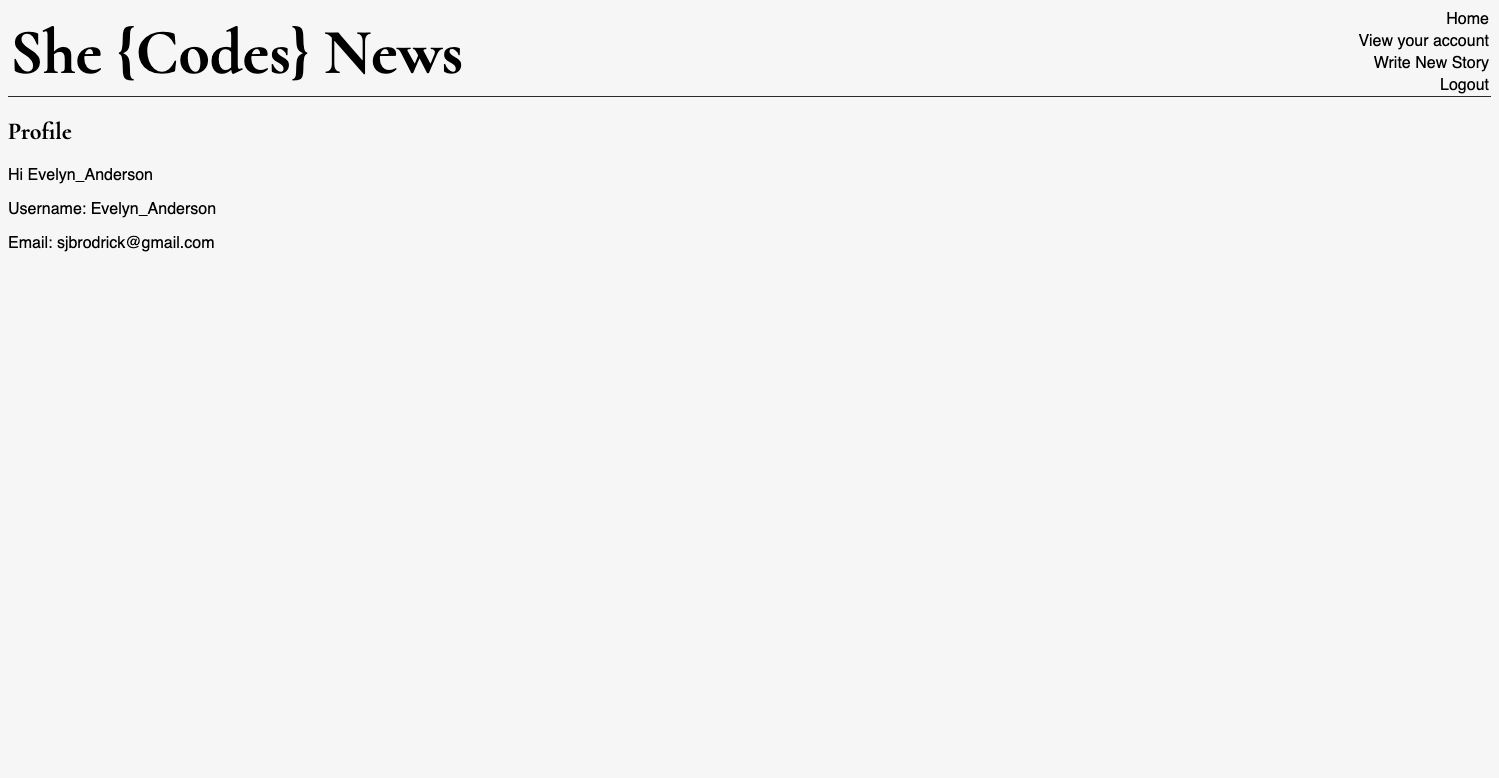 She {Codes} News
Home
View your account
Write New Story
Logout
Profile
Hi Evelyn_Anderson
Username: Evelyn_Anderson
Email: sjbrodrick@gmail.com